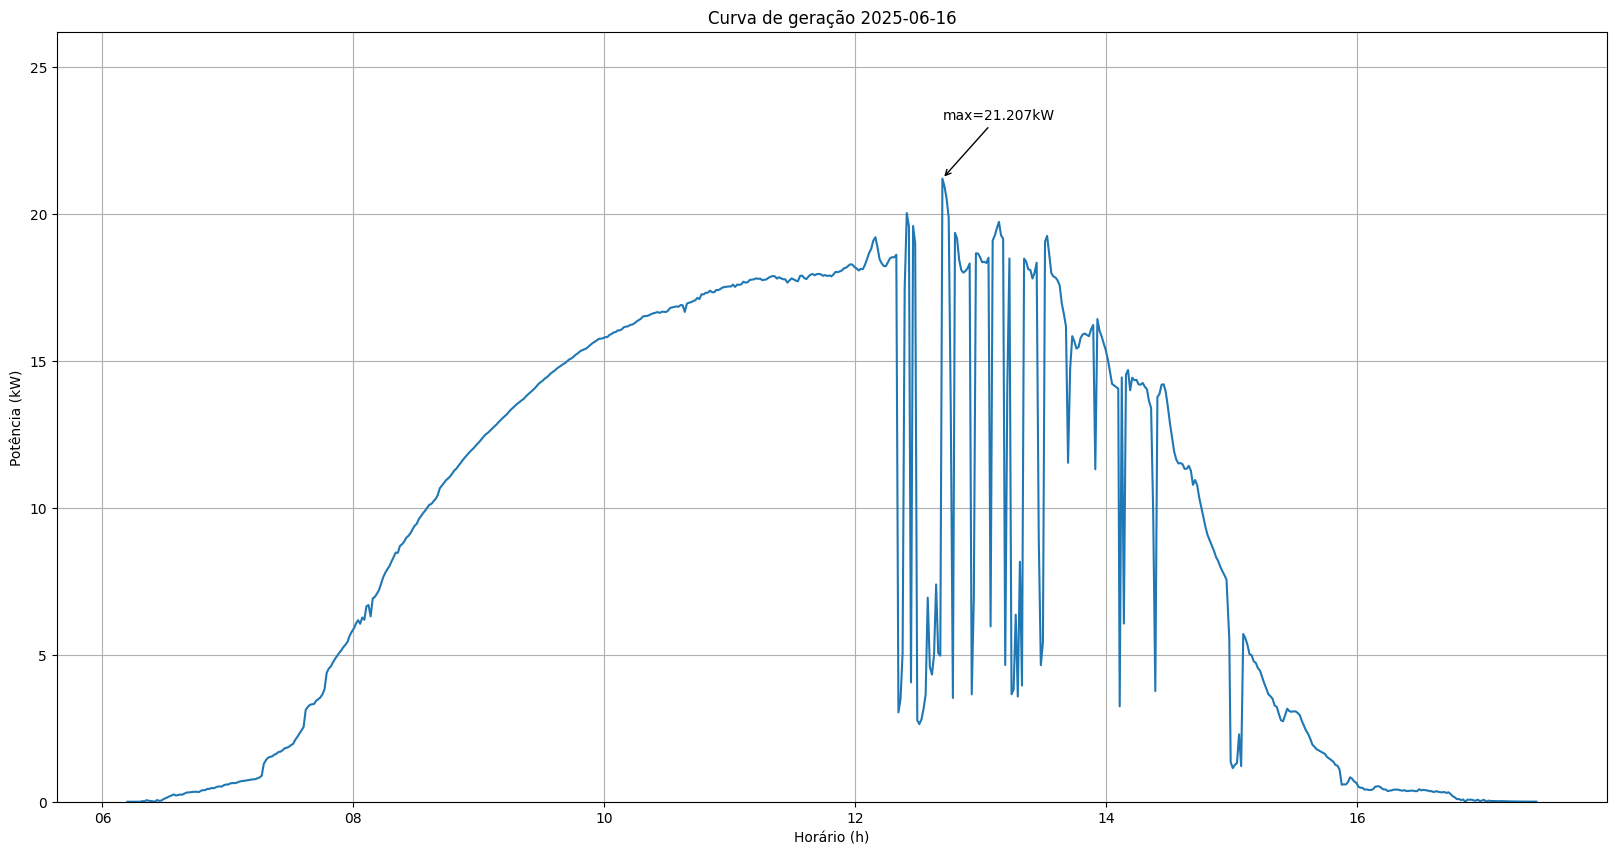 Curva de geração 2025-06-16
25
20
15
10
5
0
Potência (kW)
max=21.207kW
06 08 10 12 14 16
Horário (h)